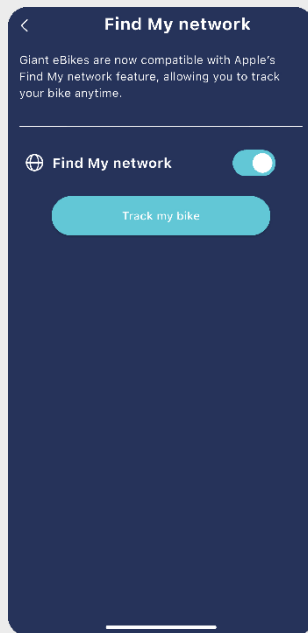 Find My network
Giant eBikes are now compatible with Apple's
Find My network feature, allowing you to track
your bike anytime.
Find My network
Track my bike